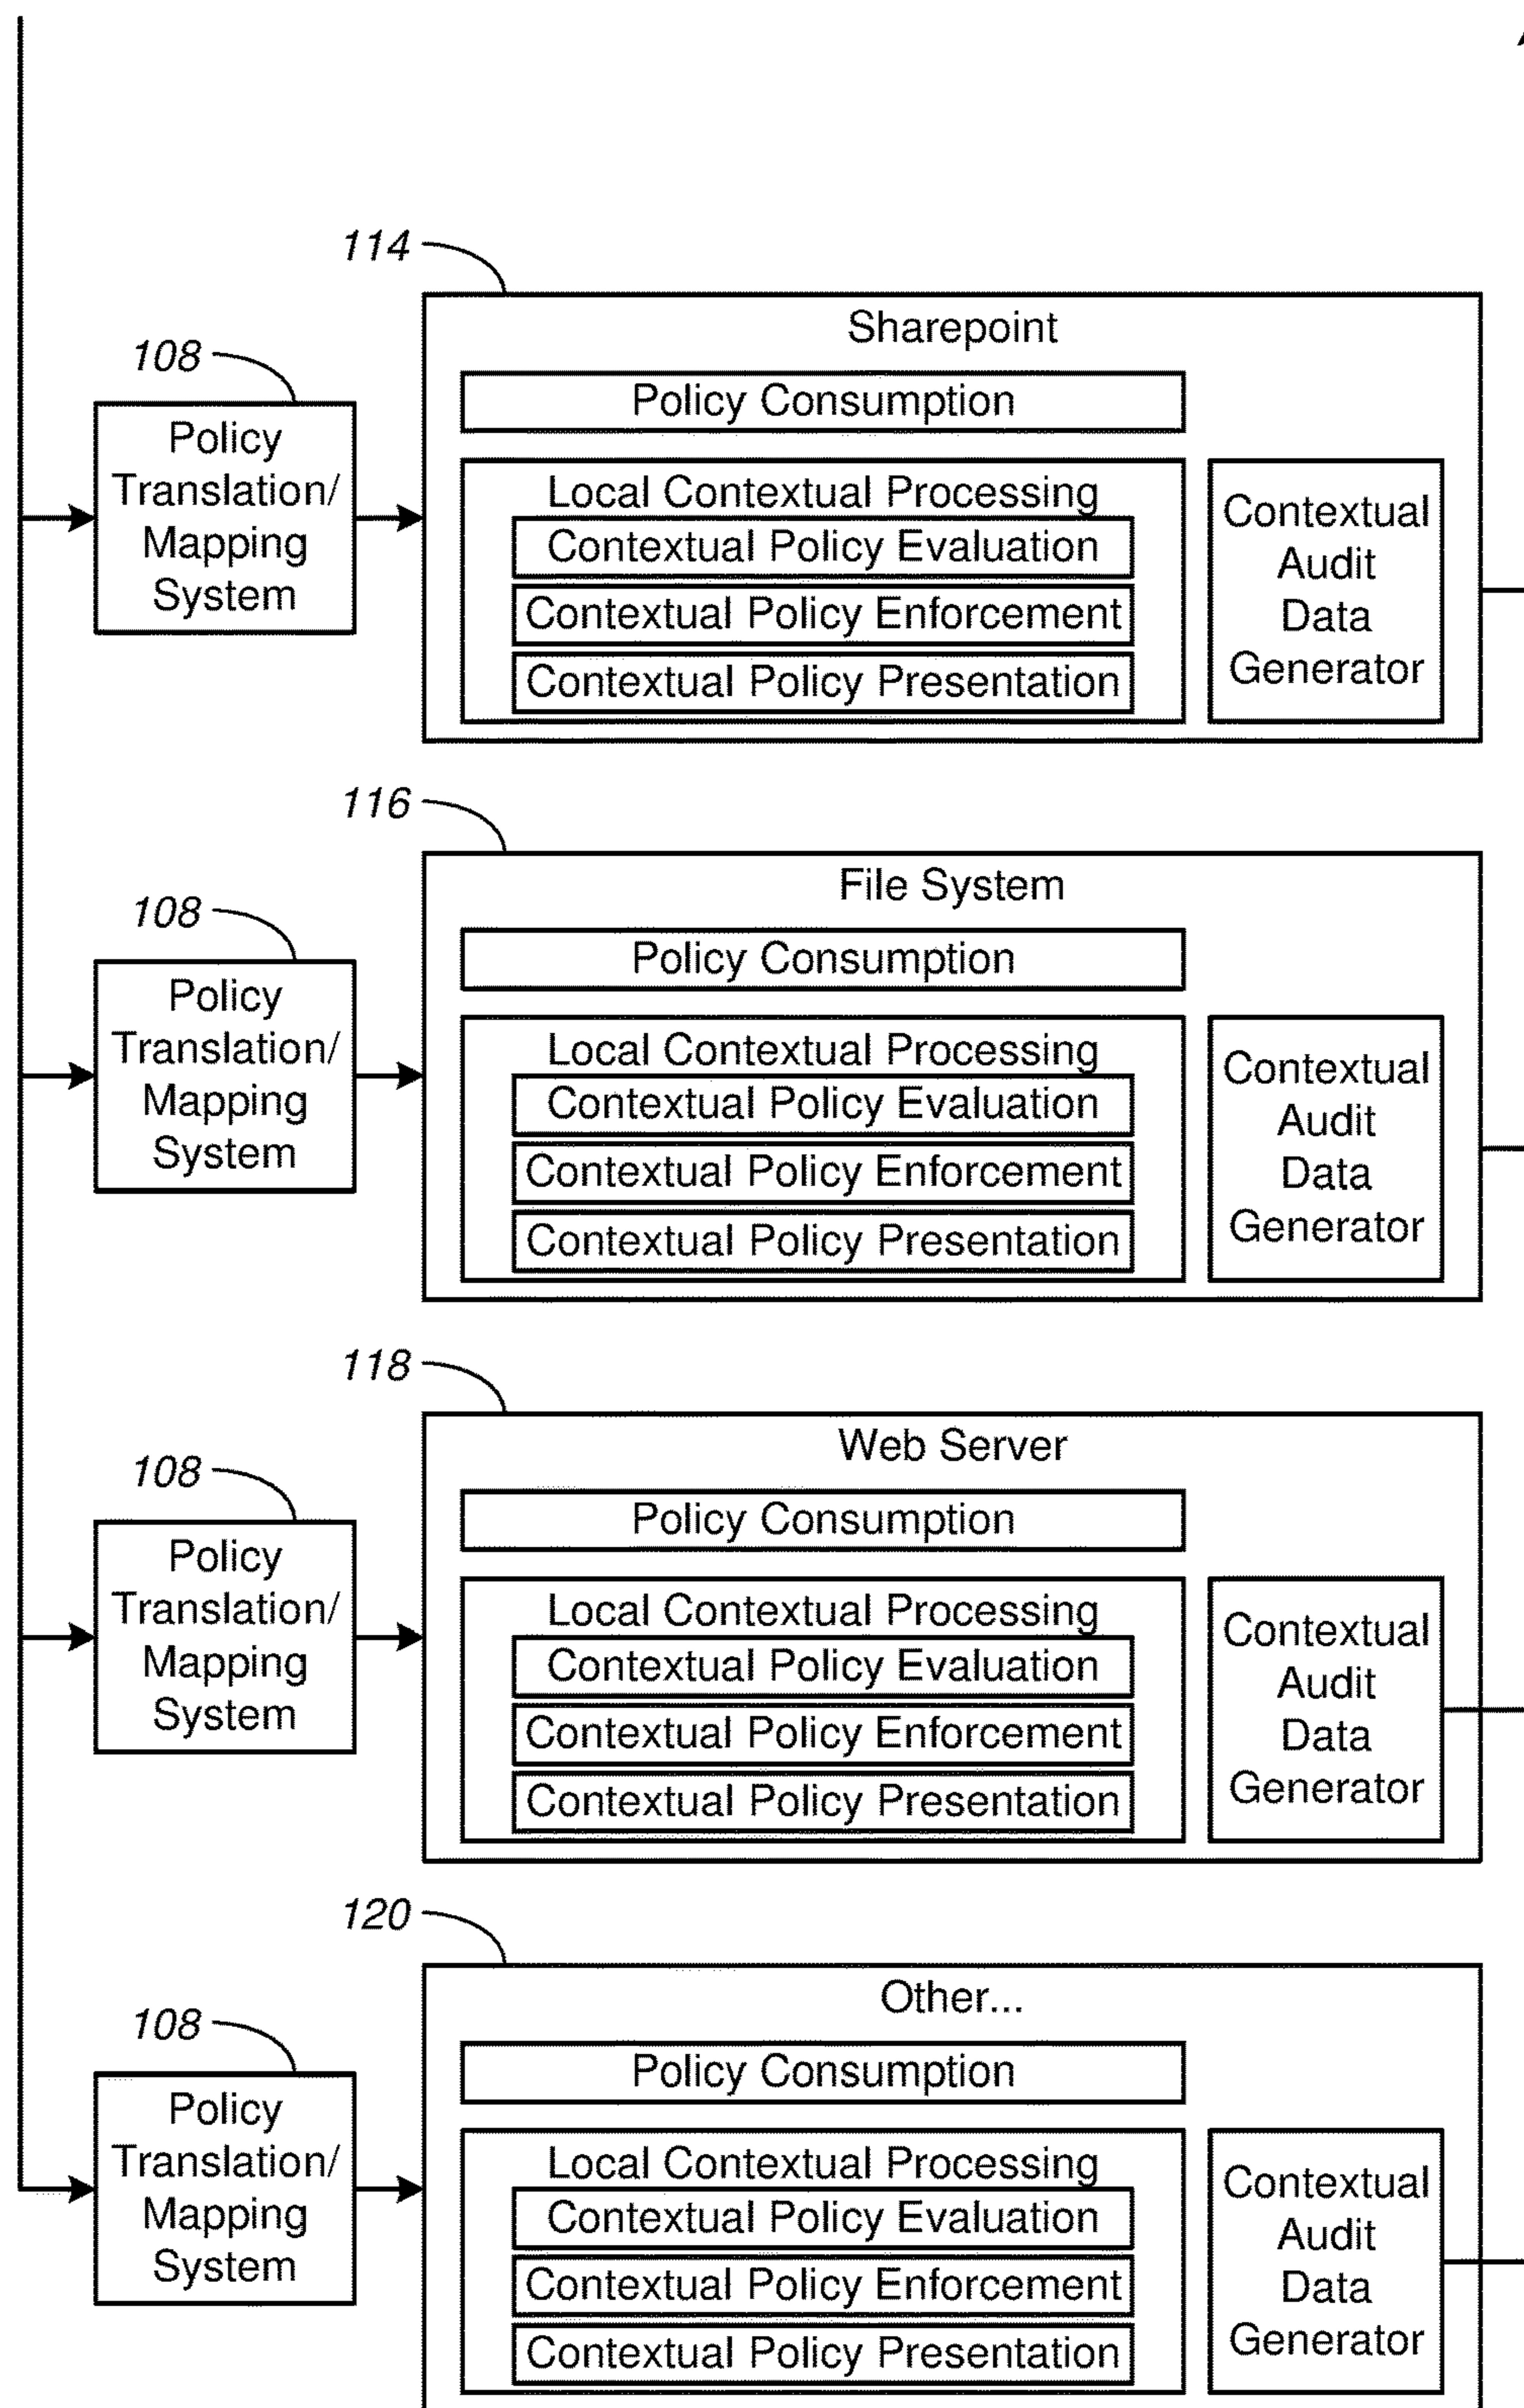 114
Sharepoint
108
Policy Consumption
Policy
Translation/
Mapping
System
Local Contextual Processing
Contextual Policy Evaluation
Contextual Policy Enforcement
Contextual Policy Presentation
Contextual
Audit
Data
Generator
116
File System
108
Policy Consumption
Policy
Translation/
Mapping
System
Local Contextual Processing
Contextual Policy Evaluation
Contextual Policy Enforcement
Contextual Policy Presentation
Contextual
Audit
Data
Generator
118
Web Server
108
Policy Consumption
Policy
Translation/
Mapping
System
Local Contextual Processing
Contextual Policy Evaluation
Contextual Policy Enforcement
Contextual Policy Presentation
Contextual
Audit
Data
Generator
120
Other...
108
Policy Consumption
Policy
Translation/
Mapping
System
Local Contextual Processing
Contextual Policy Evaluation
Contextual Policy Enforcement
Contextual Policy Presentation
Contextual
Audit
Data
Generator